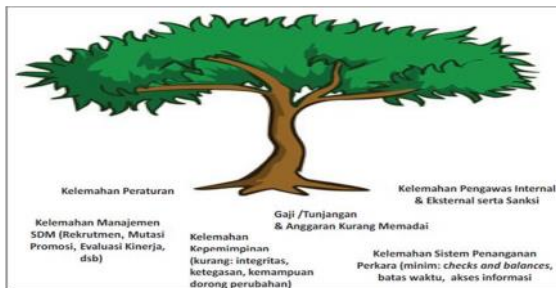 Kelemahan Peraturan
Kelemahan Pengawas Internal
& Eksternal serta Sanksi
Gaji /Tunjangan
& Anggaran Kurang Memadai
Kelemahan Manajemen
SDM (Rekrutmen, Mutasi
Promosi, Evaluasi Kinerja,
dsb)
Kelemahan
Kepemimpinan
(kurang: integritas,
ketegasan, kemampuan
dorong perubahan)
Kelemahan Sistem Penanganan
Perkara (minim: checks and balances,
batas waktu, akses informasi